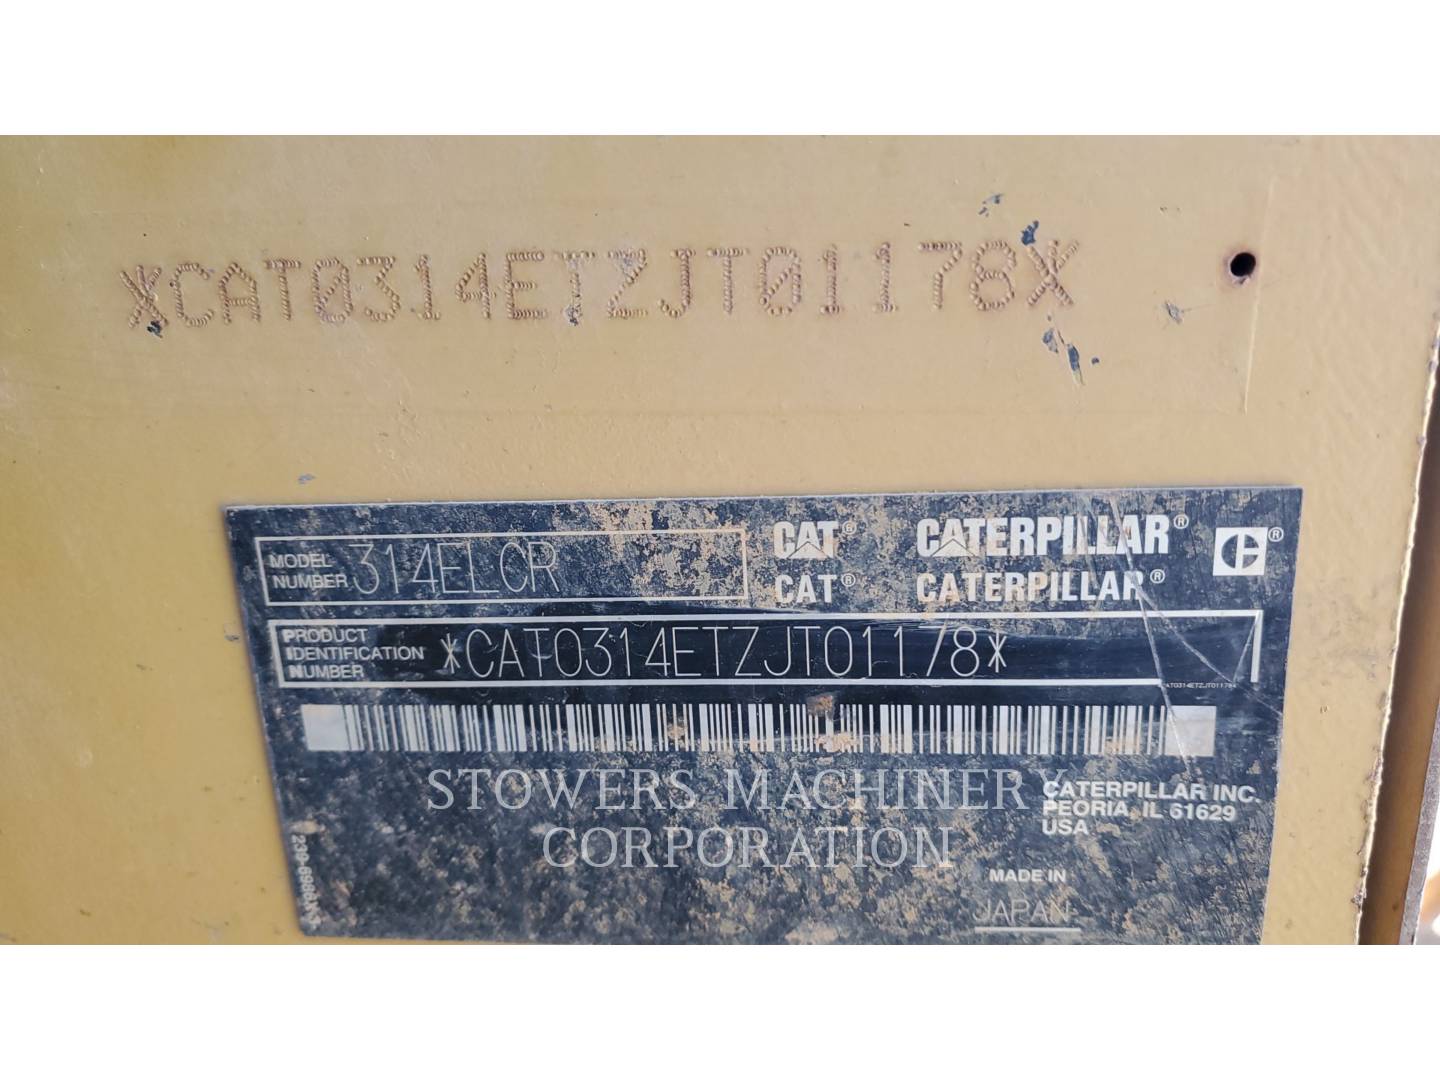 *CAT0314ETZJT01178*
MODEL NUMBER 314ELCR
CAT® CATERPILLAR® ®
CAT® CATERPILLAR®
PRODUCT IDENTIFICATION NUMBER *CAT0314ETZJT01178*
STOWERS MACHINERY
CORPORATION
CATERPILLAR INC.
PEORIA, IL 61629
USA
MADE IN
JAPAN